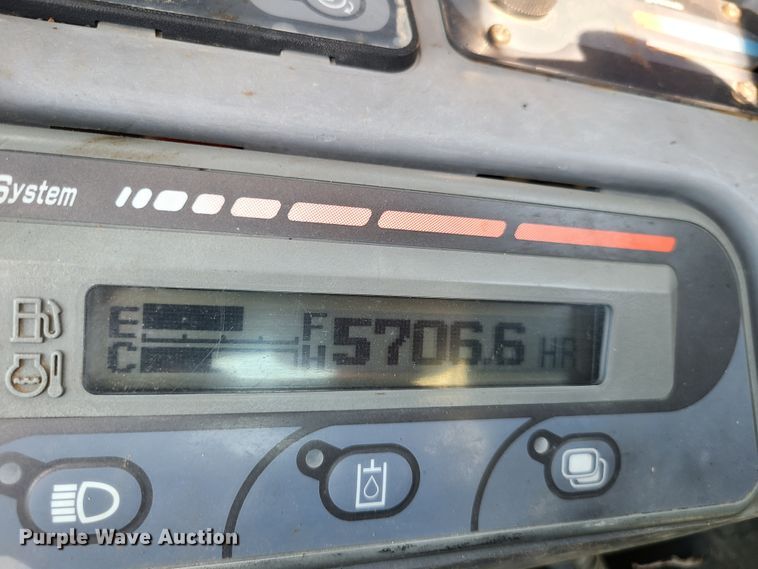 System
E F 5706.6 HR
C H
Purple Wave Auction